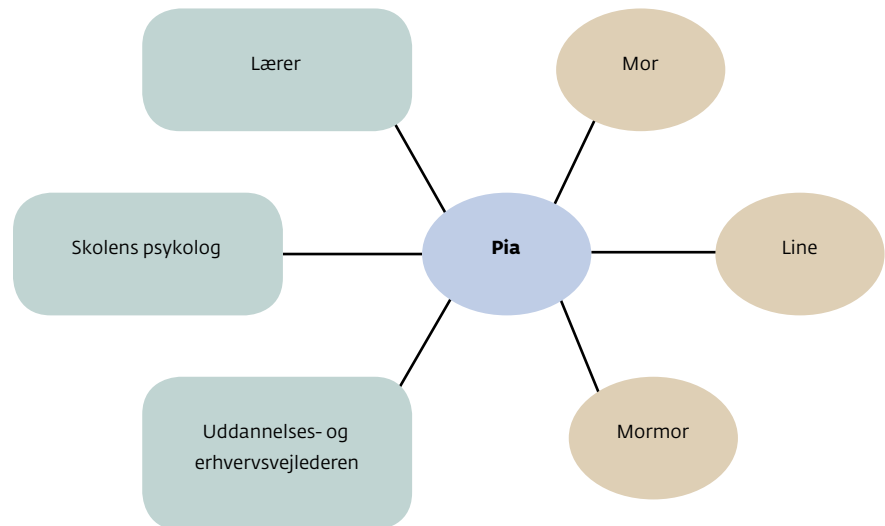 Lærer
Mor
Skolens psykolog
Pia
Line
Uddannelses- og
erhvervsvejlederen
Mormor